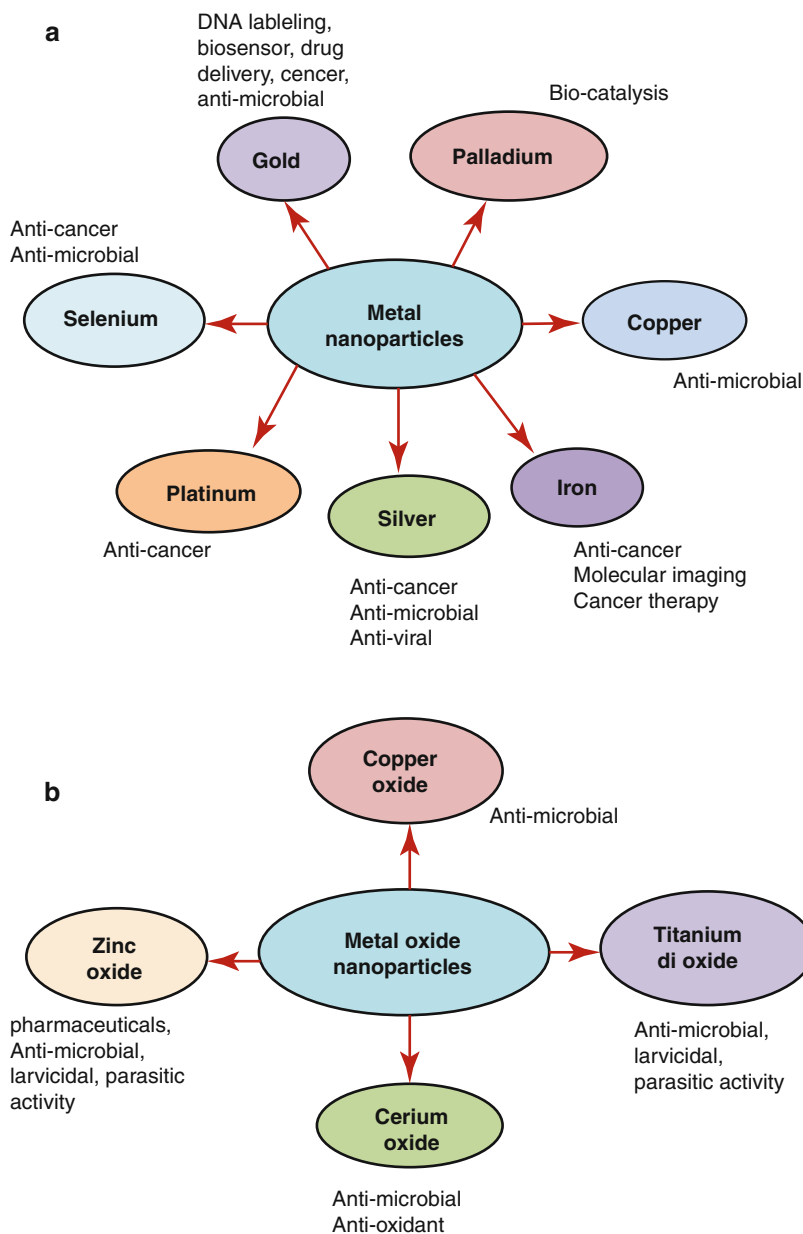 a
DNA lableling,
biosensor, drug
delivery, cencer,
anti-microbial
Gold
Bio-catalysis
Palladium
Anti-cancer
Anti-microbial
Selenium
Metal
nanoparticles
Copper
Anti-microbial
Platinum
Anti-cancer
Silver
Anti-cancer
Anti-microbial
Anti-viral
Iron
Anti-cancer
Molecular imaging
Cancer therapy
b
Copper
oxide
Anti-microbial
Zinc
oxide
pharmaceuticals,
Anti-microbial,
larvicidal, parasitic
activity
Metal oxide
nanoparticles
Titanium
di oxide
Anti-microbial,
larvicidal,
parasitic activity
Cerium
oxide
Anti-microbial
Anti-oxidant